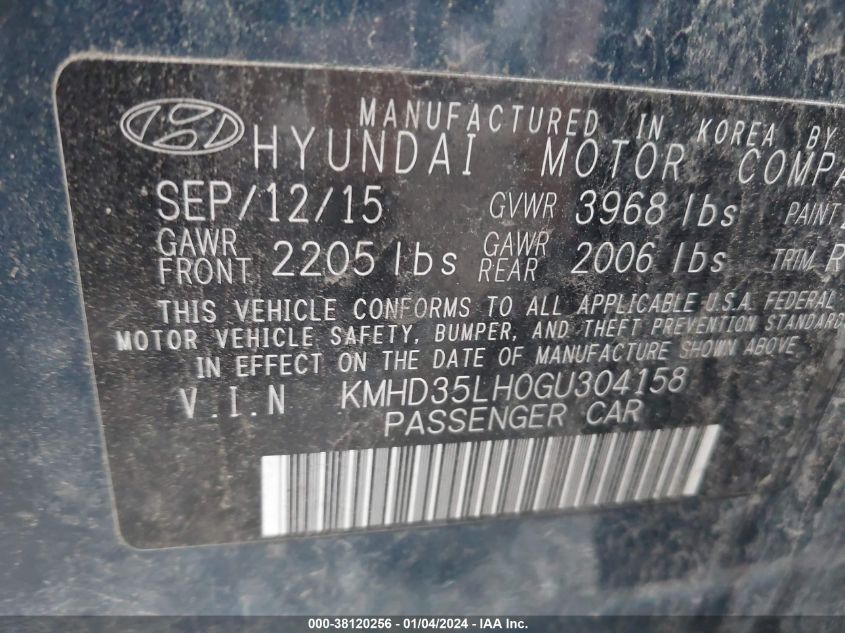 MANUFACTURED IN KOREA BY
HYUNDAI MOTOR
SEP/12/15 GVWR 3968 lbs PAINT
GAWR FRONT 2205 lbs GAWR REAR 2006 lbs TRIM R
THIS VEHICLE CONFORMS TO ALL APPLICABLE U.S.A. FEDERAL
MOTOR VEHICLE SAFETY, BUMPER, AND THEFT PREVENTION STANDARDS
IN EFFECT ON THE DATE OF MANUFACTURE SHOWN ABOVE.
V.I.N KMHD35LH0GU304158
PASSENGER CAR
000-38120256 - 01/04/2024 - IAA Inc.